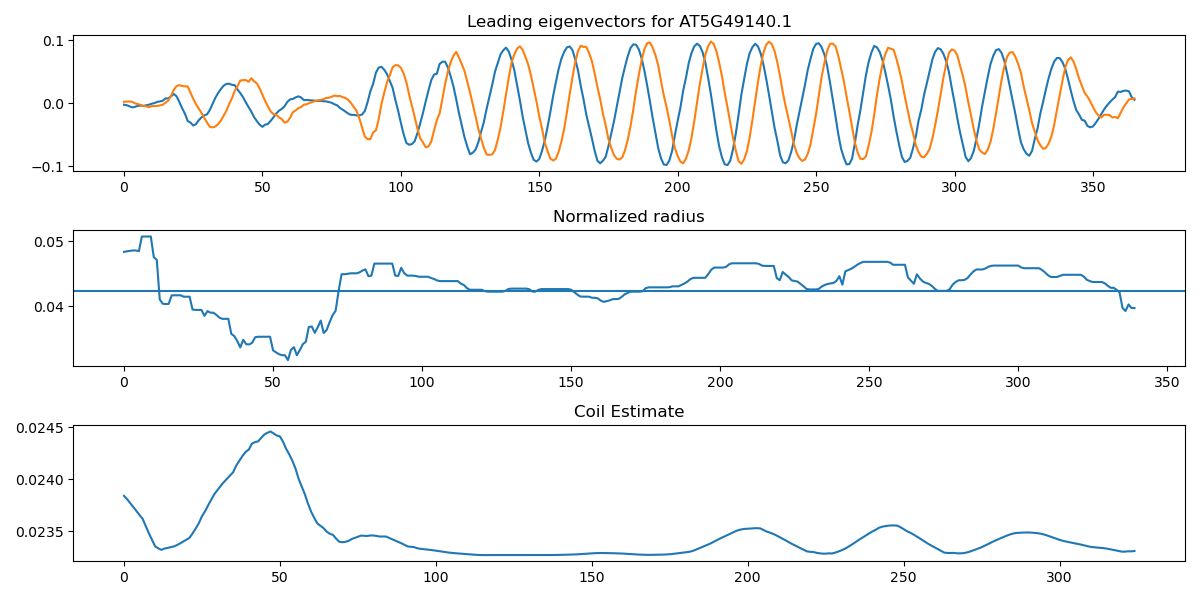 Leading eigenvectors for AT5G49140.1
0.1
0.0
−0.1
0 50 100 150 200 250 300 350
Normalized radius
0.05
0.04
0 50 100 150 200 250 300 350
Coil Estimate
0.0245
0.0240
0.0235
0 50 100 150 200 250 300